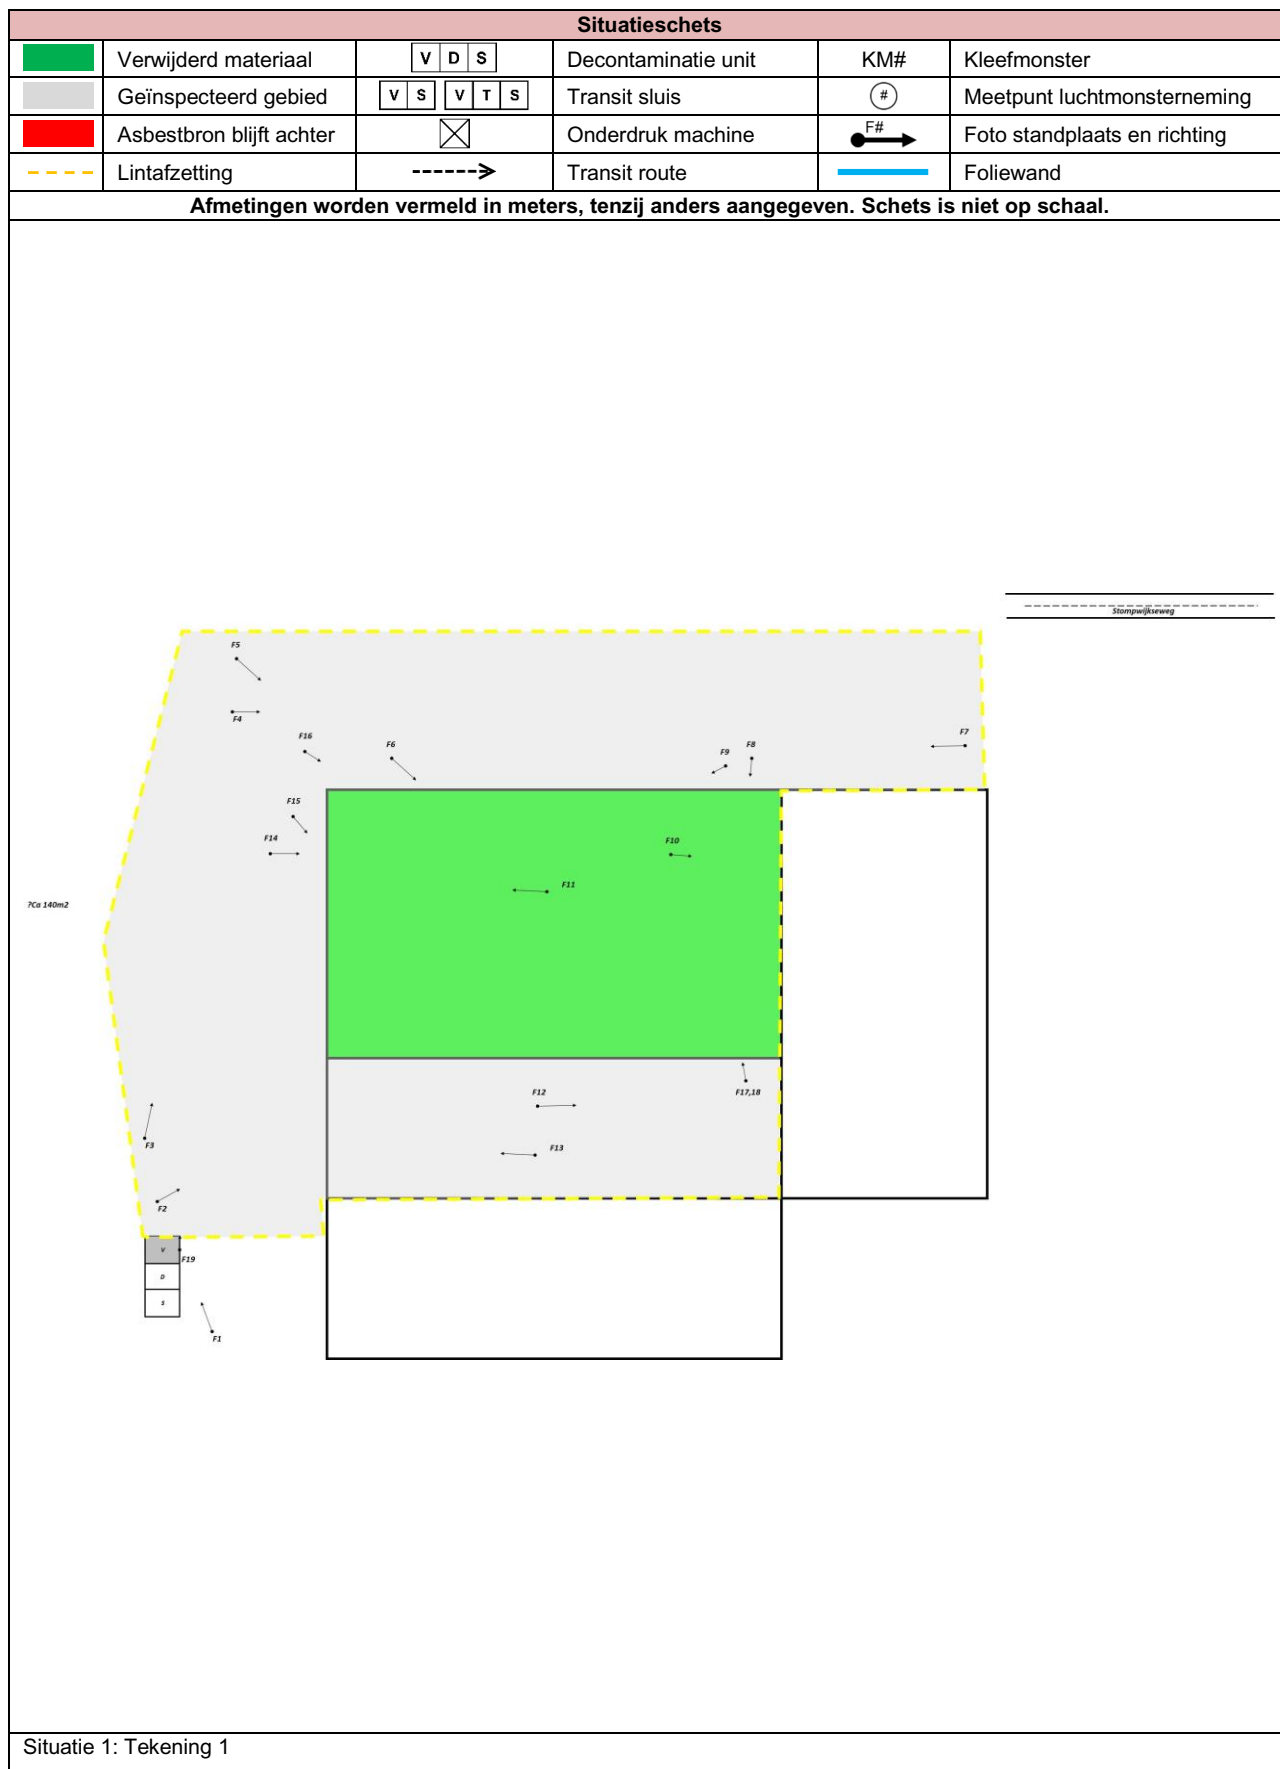 Situatieschets
Verwijderd materiaal V D S Decontaminatie unit KM# Kleefmonster
Geïnspecteerd gebied V S V T S Transit sluis # Meetpunt luchtmonsterneming
Asbestbron blijft achter Onderdruk machine F# Foto standplaats en richting
Lintafzetting Transit route Foliewand
Afmetingen worden vermeld in meters, tenzij anders aangegeven. Schets is niet op schaal.
Stompwijkseweg
F5
F4
F16
F6
F9
F8
F7
F15
F14
F10
F11
?Ca 140m2
F12
F17,18
F3
F13
F2
V
F19
D
S
F1
Situatie 1: Tekening 1